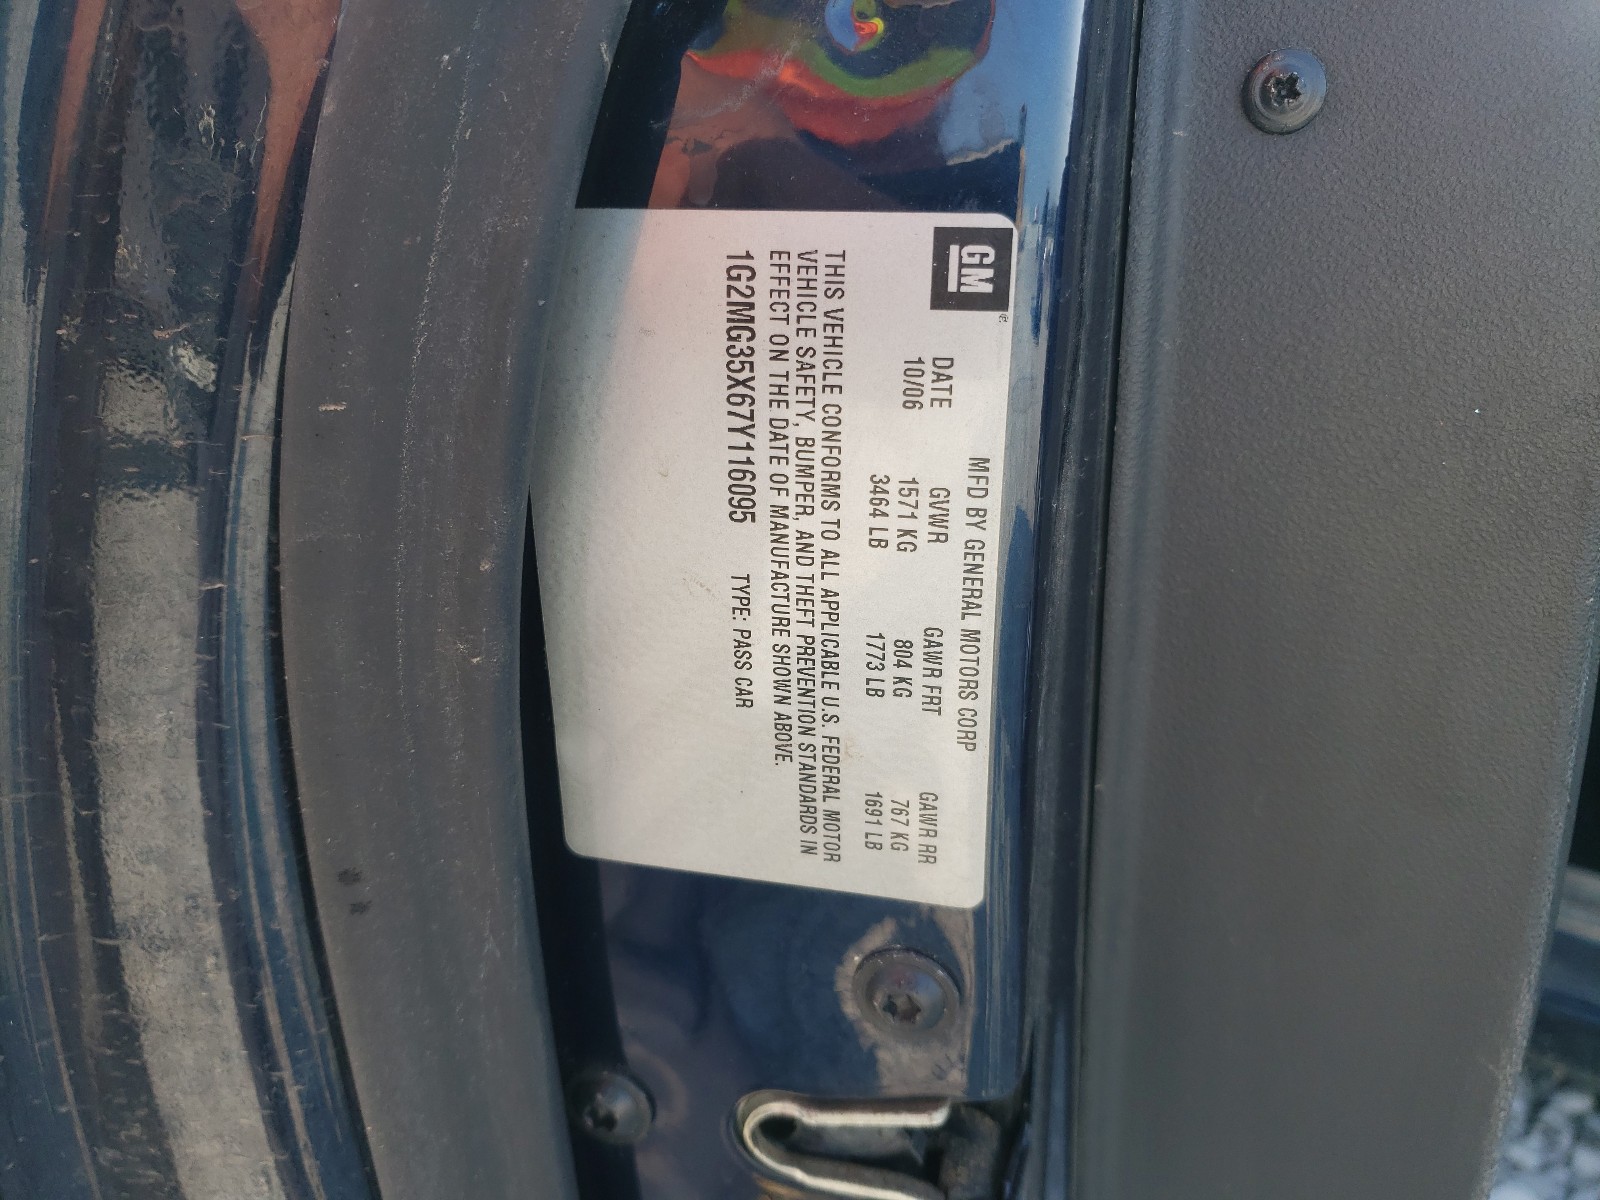 GM®
MFD BY GENERAL MOTORS CORP
DATE GVWR GAWR FRT GAWR RR
10/06 1571 KG 804 KG 767 KG
3464 LB 1773 LB 1691 LB
THIS VEHICLE CONFORMS TO ALL APPLICABLE U.S. FEDERAL MOTOR
VEHICLE SAFETY, BUMPER, AND THEFT PREVENTION STANDARDS IN
EFFECT ON THE DATE OF MANUFACTURE SHOWN ABOVE.
1G2MG35X67Y116095 TYPE: PASS CAR